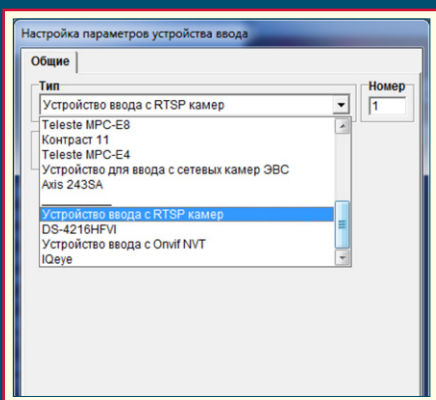 Настройка параметров устройства ввода
Общие
Тип
Номер
Устройство ввода с RTSP камер
1
Teleste MPC-E8
Контраст 11
Teleste MPC-E4
Устройство для ввода с сетевых камер ЭВС
Axis 243SA
Устройство ввода с RTSP камер
DS-4216HFVI
Устройство ввода с Onvif NVT
IQeye